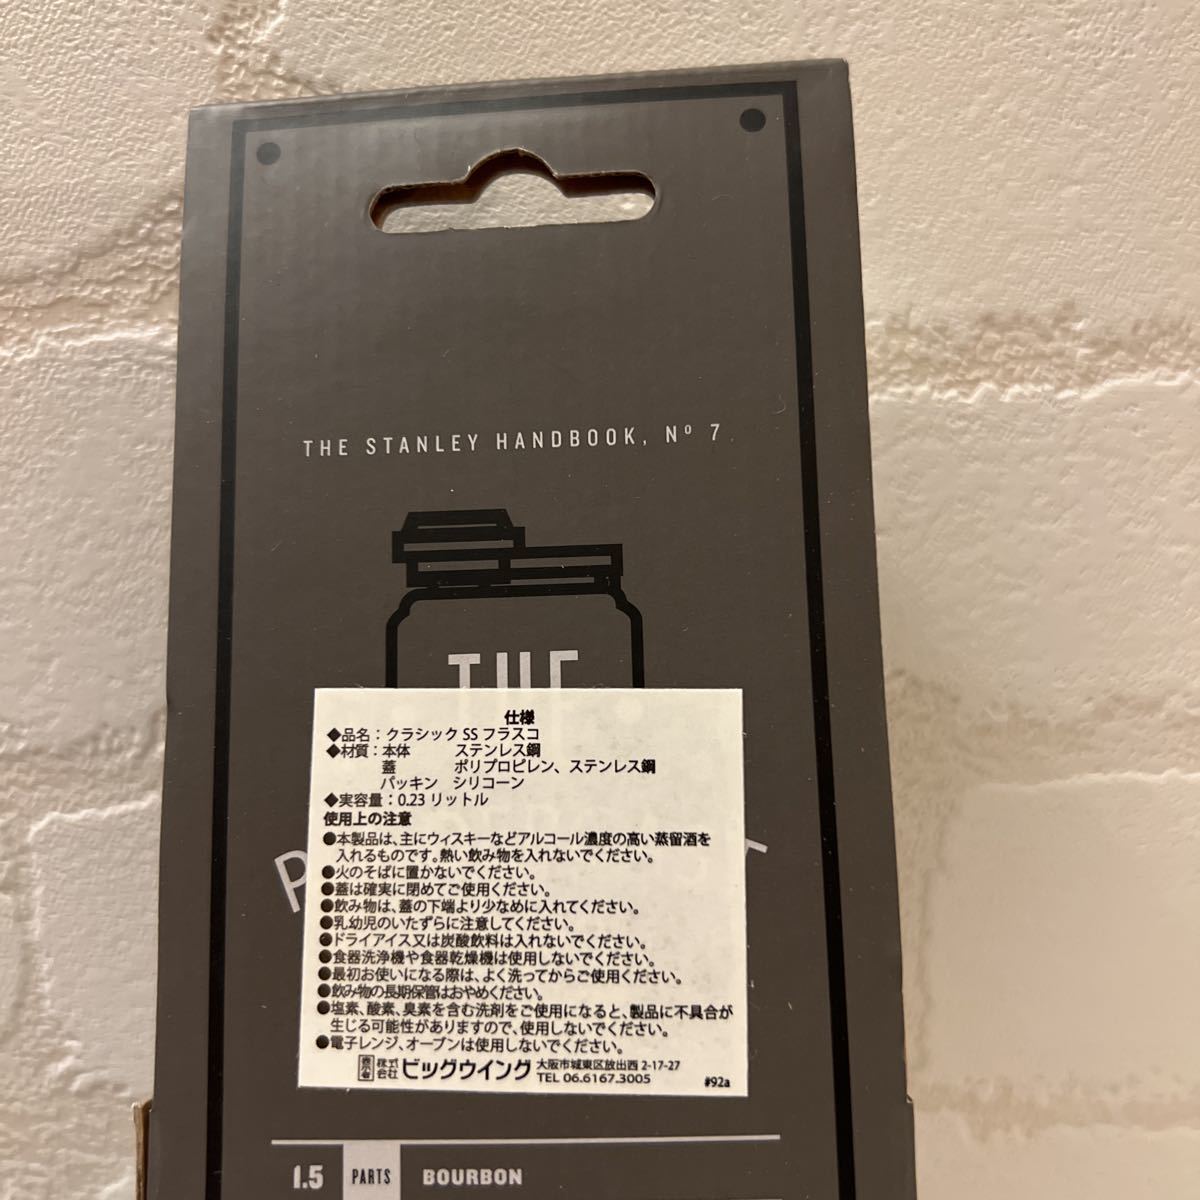 THE STANLEY HANDBOOK, Nº 7
THE
仕様
◆品名：クラシック SS フラスコ
◆材質：本体 ステンレス鋼
蓋 ポリプロピレン、ステンレス鋼
パッキン シリコーン
◆実容量：0.23 リットル
使用上の注意
●本製品は、主にウィスキーなどアルコール濃度の高い蒸留酒を
入れるものです。熱い飲み物を入れないでください。
●火のそばに置かないでください。
●蓋は確実に閉めてご使用ください。
●飲み物は、蓋の下端より少なめに入れてください。
●乳幼児のいたずらに注意してください。
●ドライアイス又は炭酸飲料は入れないでください。
●食器洗浄機や食器乾燥機は使用しないでください。
●最初お使いになる際は、よく洗ってからご使用ください。
●飲み物の長期保管はおやめください。
●塩素、酸素、臭素を含む洗剤をご使用になると、製品に不具合が
生じる可能性がありますので、使用しないでください。
●電子レンジ、オーブンは使用しないでください。
表示者 株式会社 ビッグウイング 大阪市城東区放出西 2-17-27
TEL 06.6167.3005 #92a
1.5 PARTS BOURBON